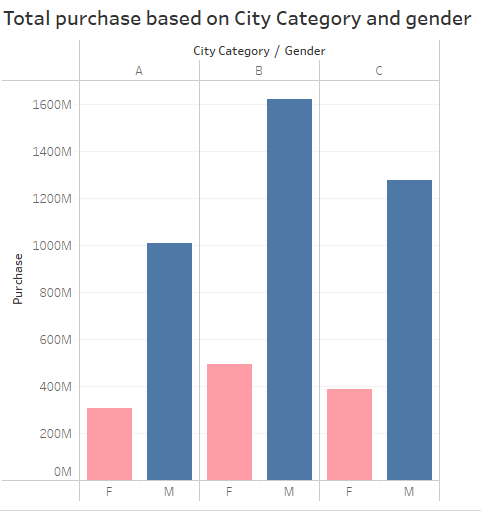 Total purchase based on City Category and gender
City Category / Gender
A B C
1600M
1400M
1200M
1000M
800M
600M
400M
200M
0M
Purchase
F M F M F M